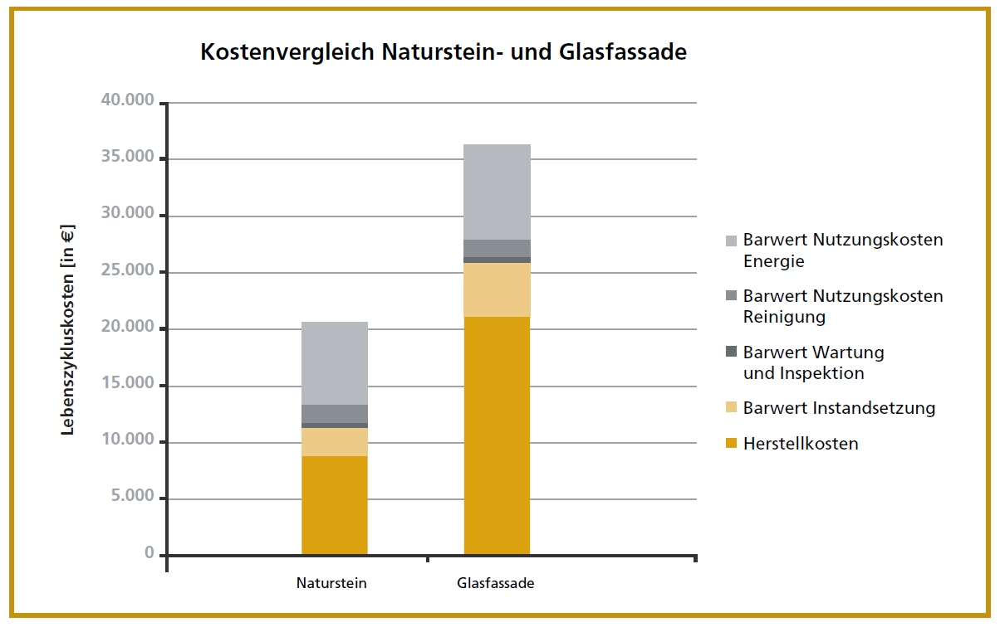 Kostenvergleich Naturstein- und Glasfassade
Lebenszykluskosten [in €]
40.000
35.000
30.000
25.000
20.000
15.000
10.000
5.000
0
Naturstein
Glasfassade
Barwert Nutzungskosten
Energie
Barwert Nutzungskosten
Reinigung
Barwert Wartung
und Inspektion
Barwert Instandsetzung
Herstellkosten